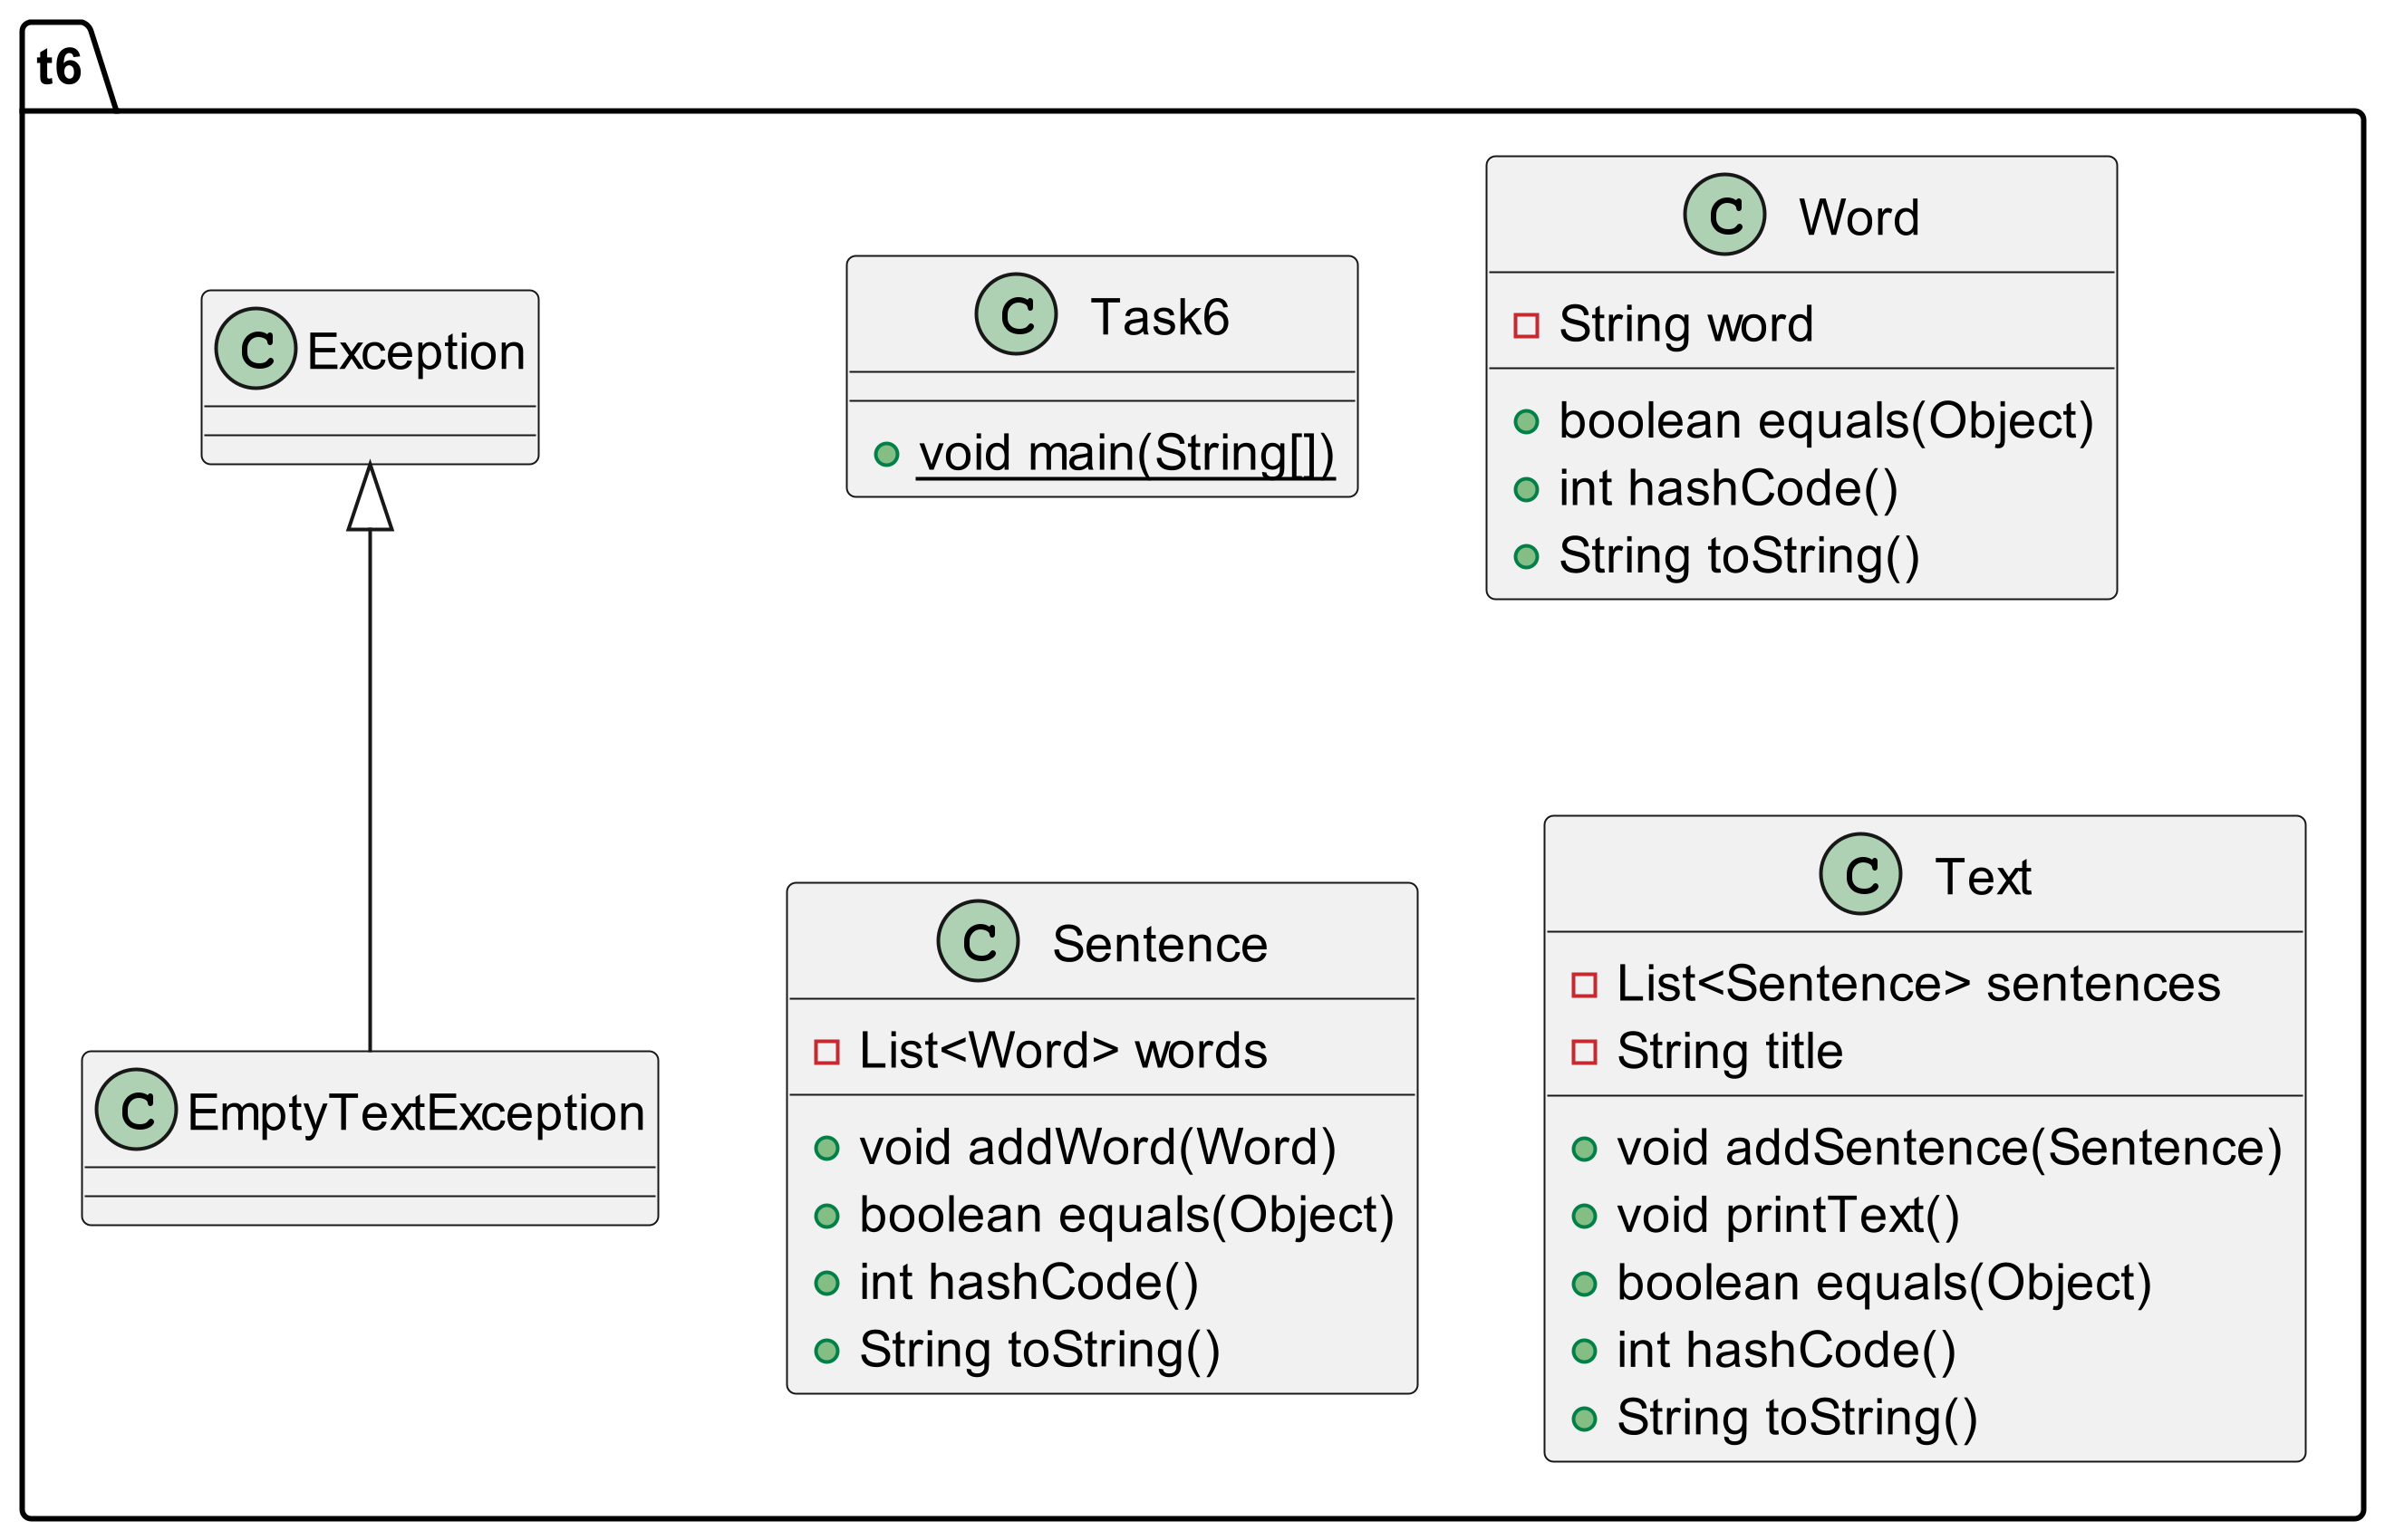 t6
C Exception
C Task6
void main(String[])
C Word
String word
boolean equals(Object)
int hashCode()
String toString()
C EmptyTextException
C Sentence
List<Word> words
void addWord(Word)
boolean equals(Object)
int hashCode()
String toString()
C Text
List<Sentence> sentences
String title
void addSentence(Sentence)
void printText()
boolean equals(Object)
int hashCode()
String toString()